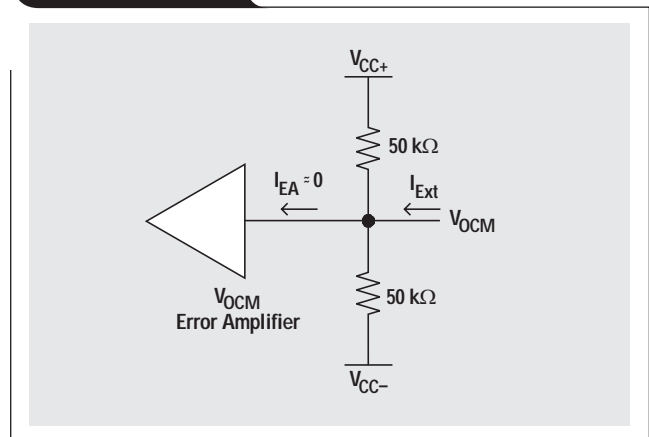 V_CC+
50 kΩ
I_EA ≈ 0
I_Ext
V_OCM
50 kΩ
V_OCM
Error Amplifier
V_CC–